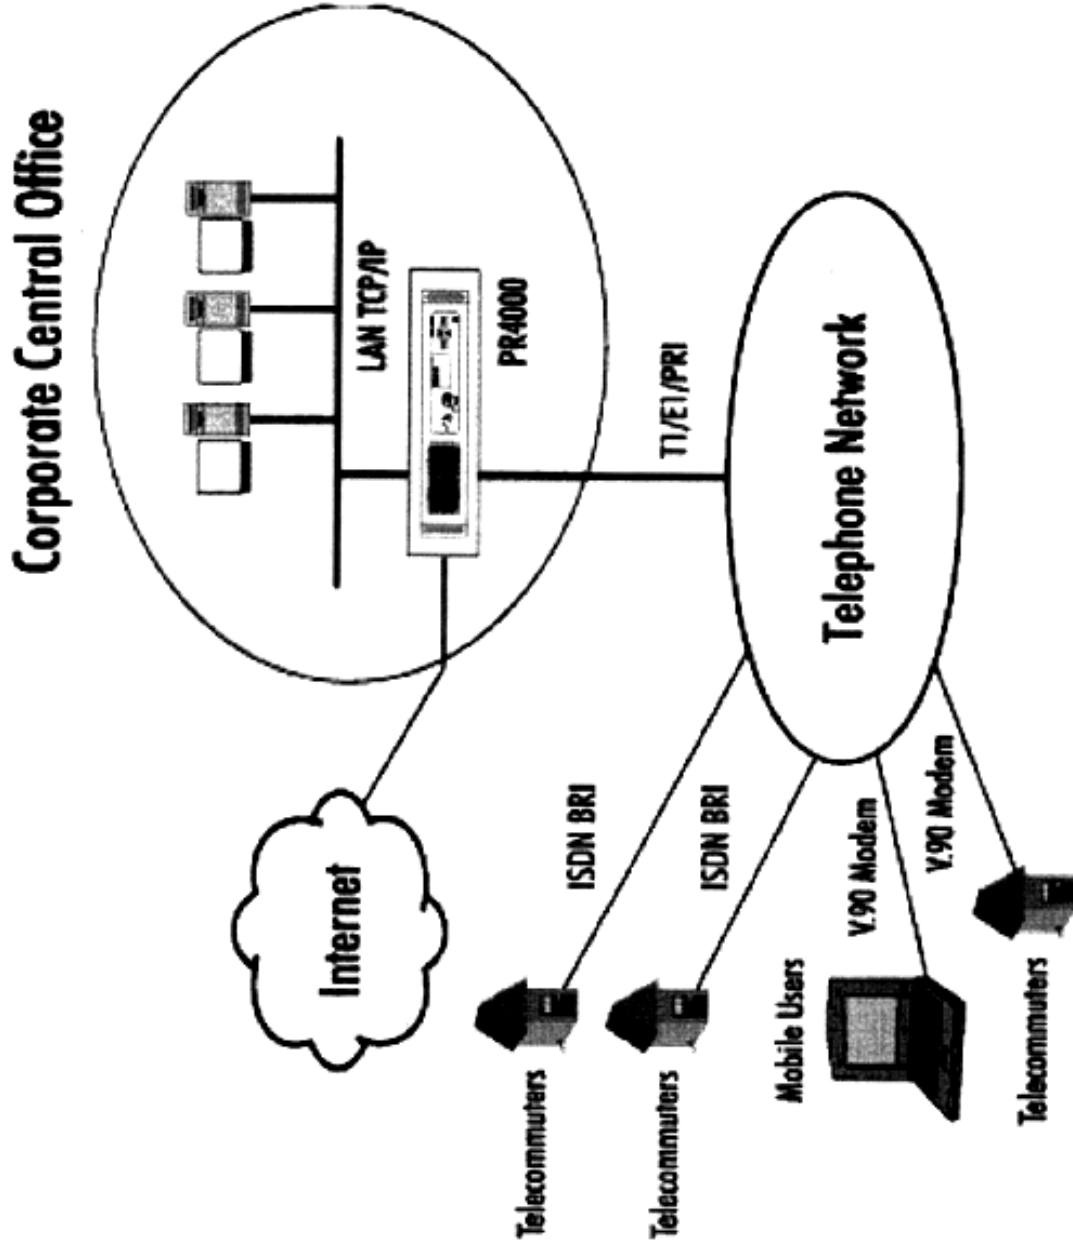 Corporate Central Office
LAN TCP/IP
PR4000
T1/E1/PRI
Telephone Network
Internet
ISDN BRI
ISDN BRI
V.90 Modem
V.90 Modem
Telecommuters
Telecommuters
Mobile Users
Telecommuters